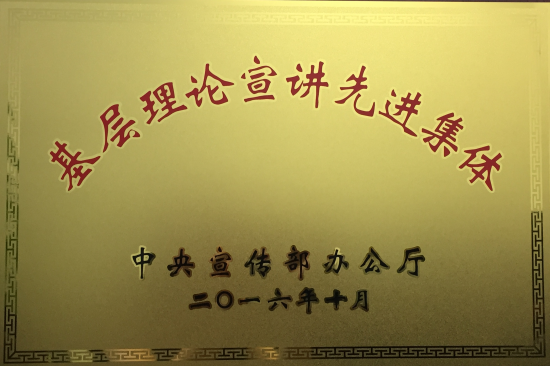 基层理论宣讲先进集体
中央宣传部办公厅
二〇一六年十月